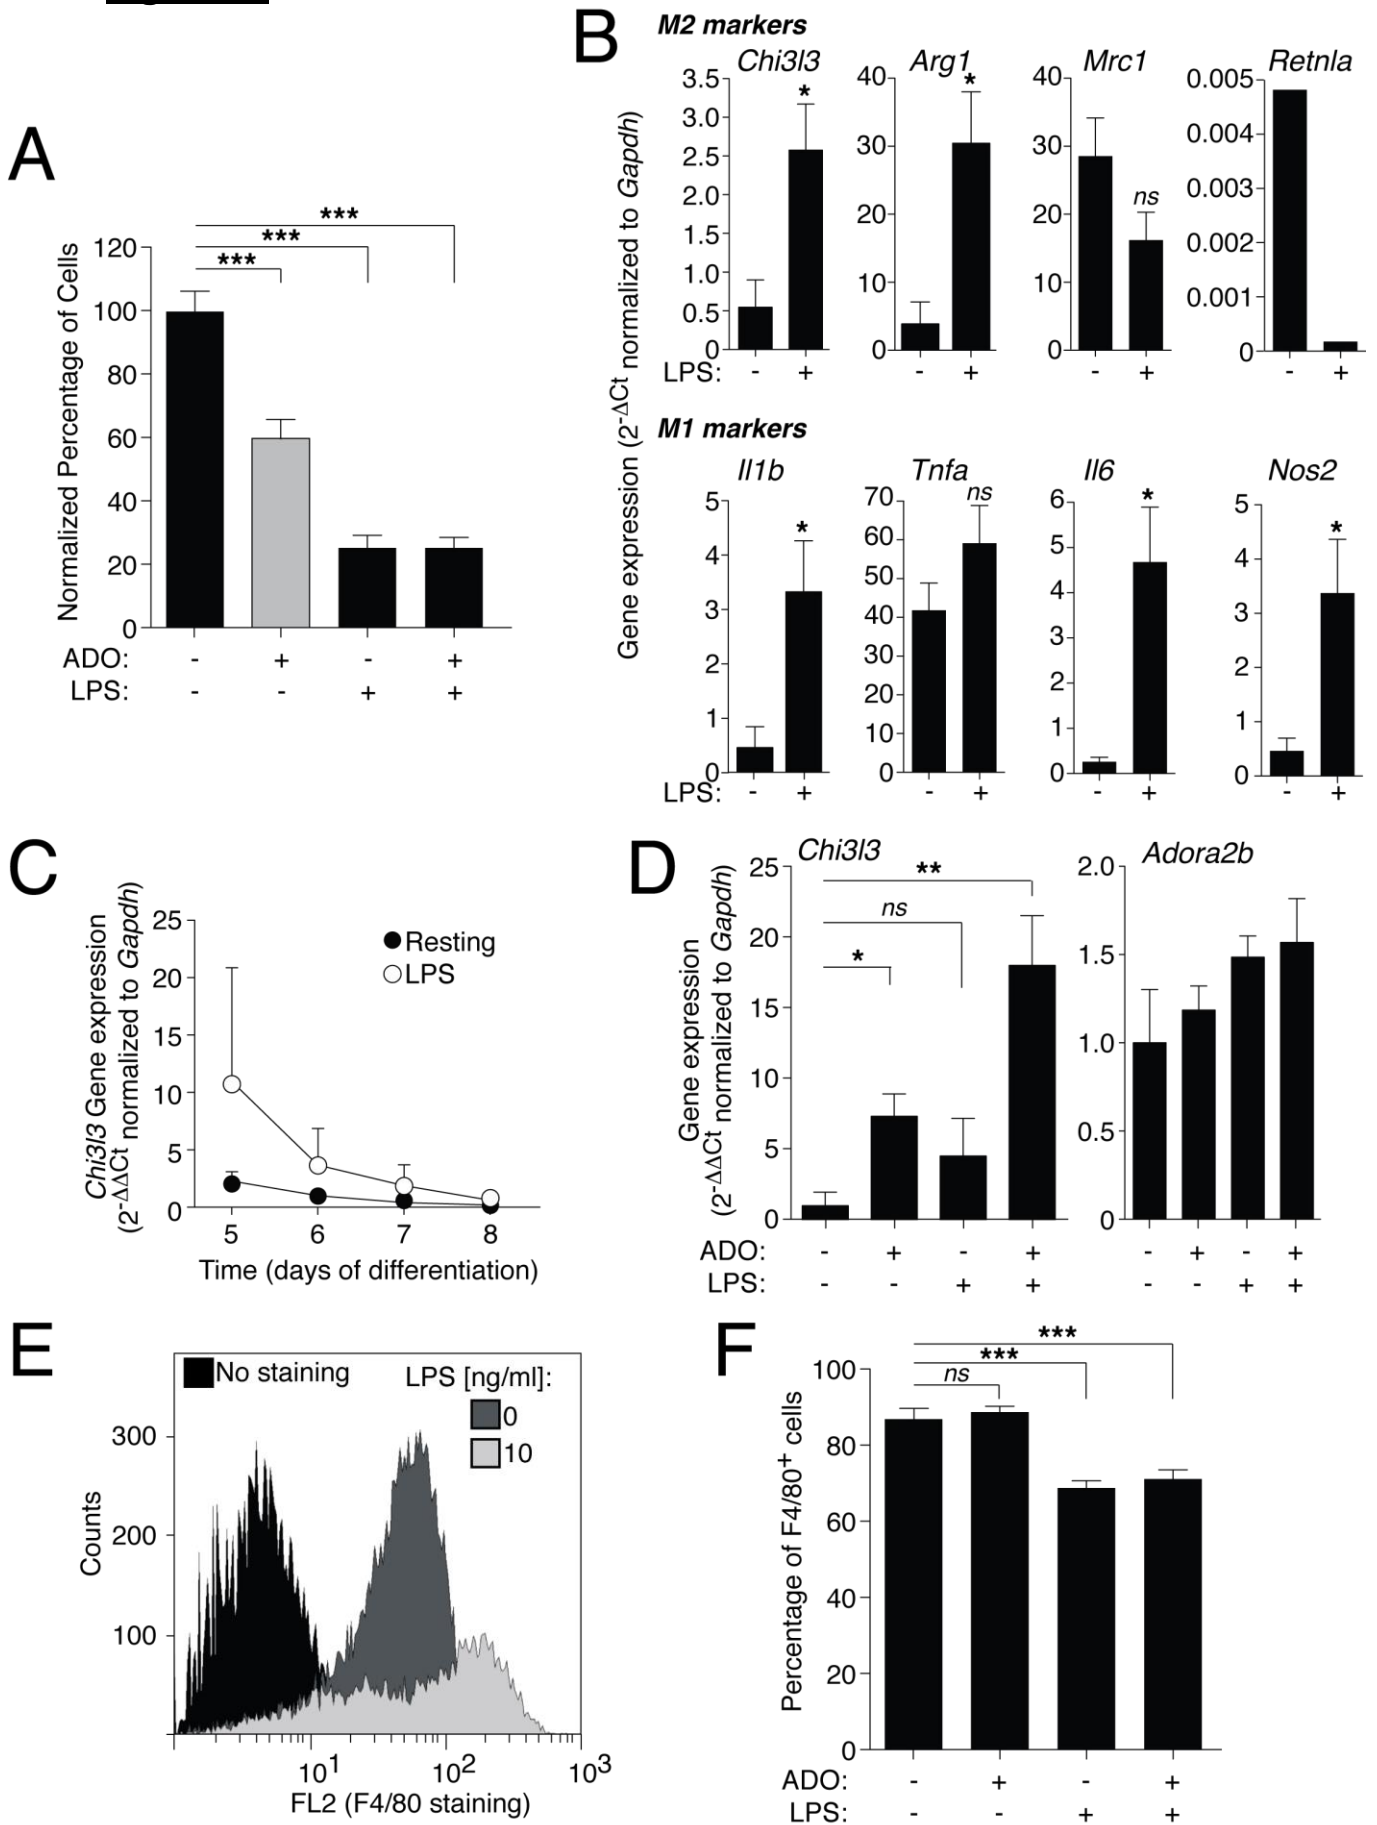 A
Normalized Percentage of Cells
120
100
80
60
40
20
0
***
***
***
ADO: - + - +
LPS: - - + +
B
M2 markers
Gene expression (2-ΔCt normalized to Gapdh)
Chi3l3
3.5
3.0
2.5
2.0
1.5
1.0
0.5
0
*
LPS: - +
Arg1
40
30
20
10
0
*
- +
Mrc1
40
30
20
10
0
ns
- +
Retnla
0.005
0.004
0.003
0.002
0.001
0
- +
M1 markers
Il1b
5
4
3
2
1
0
*
LPS: - +
Tnfa
70
60
50
40
30
20
10
0
ns
- +
Il6
6
5
4
3
2
1
0
*
- +
Nos2
5
4
3
2
1
0
*
- +
C
Chi3l3 Gene expression
(2-ΔΔCt normalized to Gapdh)
25
20
15
10
5
0
Resting
LPS
5 6 7 8
Time (days of differentiation)
D
Gene expression
(2-ΔΔCt normalized to Gapdh)
Chi3l3
25
20
15
10
5
0
**
ns
*
ADO: - + - +
LPS: - - + +
Adora2b
2.0
1.5
1.0
0.5
0
- + - +
- - + +
E
No staining
LPS [ng/ml]:
0
10
Counts
300
200
100
10¹ 10² 10³
FL2 (F4/80 staining)
F
Percentage of F4/80+ cells
100
80
60
40
20
0
***
***
ns
ADO: - + - +
LPS: - - + +